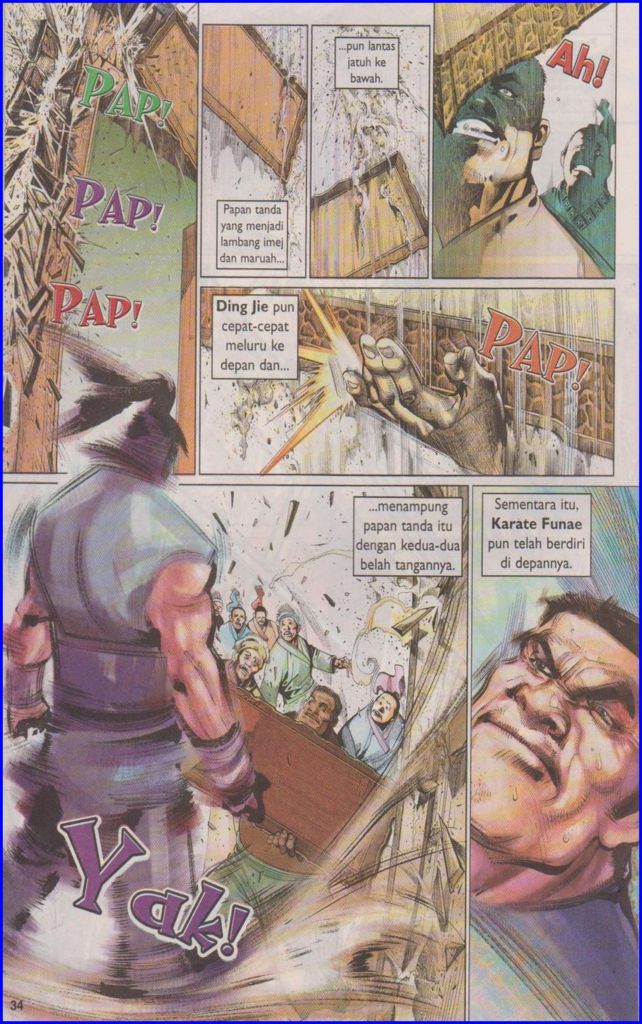 PAP!
PAP!
PAP!
Papan tanda
yang menjadi
lambang imej
dan maruah...
...pun lantas
jatuh ke
bawah.
Ah!
Ding Jie pun
cepat-cepat
meluru ke
depan dan...
PAP!
...menampung
papan tanda itu
dengan kedua-dua
belah tangannya.
Yak!
Sementara itu,
Karate Funae
pun telah berdiri
di depannya.
34